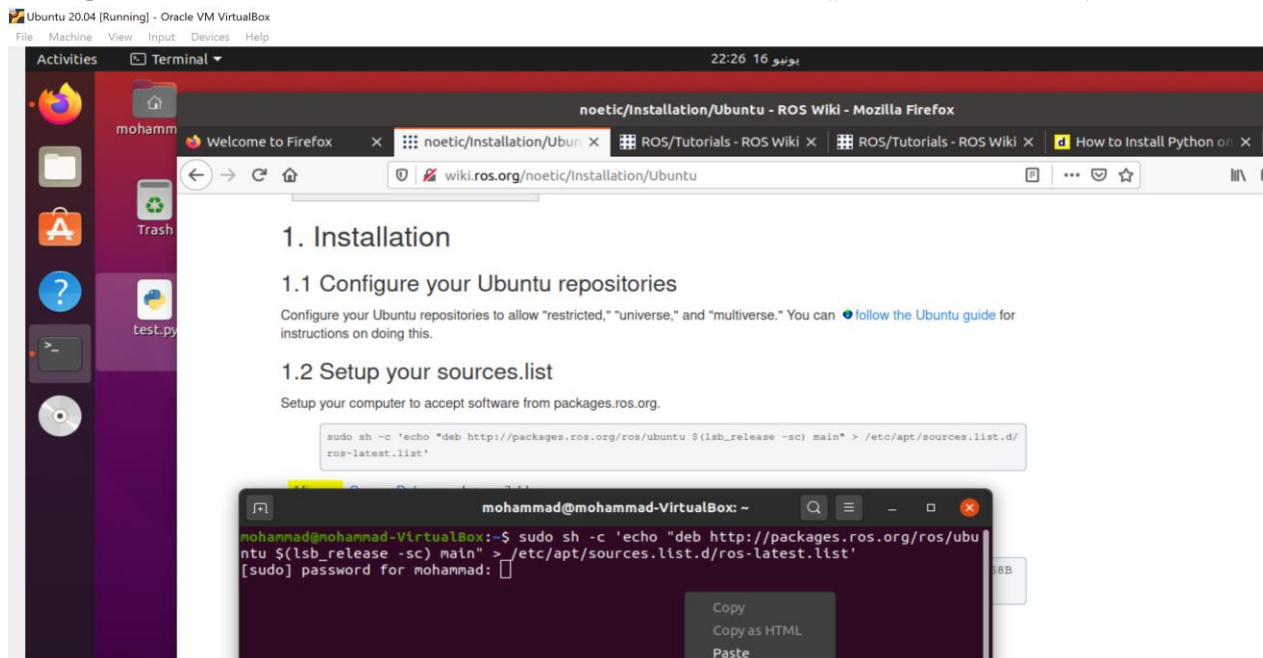 Ubuntu 20.04 [Running] - Oracle VM VirtualBox
File Machine View Input Devices Help
Activities Terminal
22:26 16 يونيو
mohamm
Trash
test.py
noetic/Installation/Ubuntu - ROS Wiki - Mozilla Firefox
Welcome to Firefox
noetic/Installation/Ubun
ROS/Tutorials - ROS Wiki
ROS/Tutorials - ROS Wiki
How to Install Python on
wiki.ros.org/noetic/Installation/Ubuntu
1. Installation
1.1 Configure your Ubuntu repositories
Configure your Ubuntu repositories to allow "restricted," "universe," and "multiverse." You can follow the Ubuntu guide for
instructions on doing this.
1.2 Setup your sources.list
Setup your computer to accept software from packages.ros.org.
sudo sh -c 'echo "deb http://packages.ros.org/ros/ubuntu $(lsb_release -sc) main" > /etc/apt/sources.list.d/
ros-latest.list'
mohammad@mohammad-VirtualBox: ~
mohammad@mohammad-VirtualBox:~$ sudo sh -c 'echo "deb http://packages.ros.org/ros/ubu
ntu $(lsb_release -sc) main" > /etc/apt/sources.list.d/ros-latest.list'
[sudo] password for mohammad:
68B
Copy
Copy as HTML
Paste